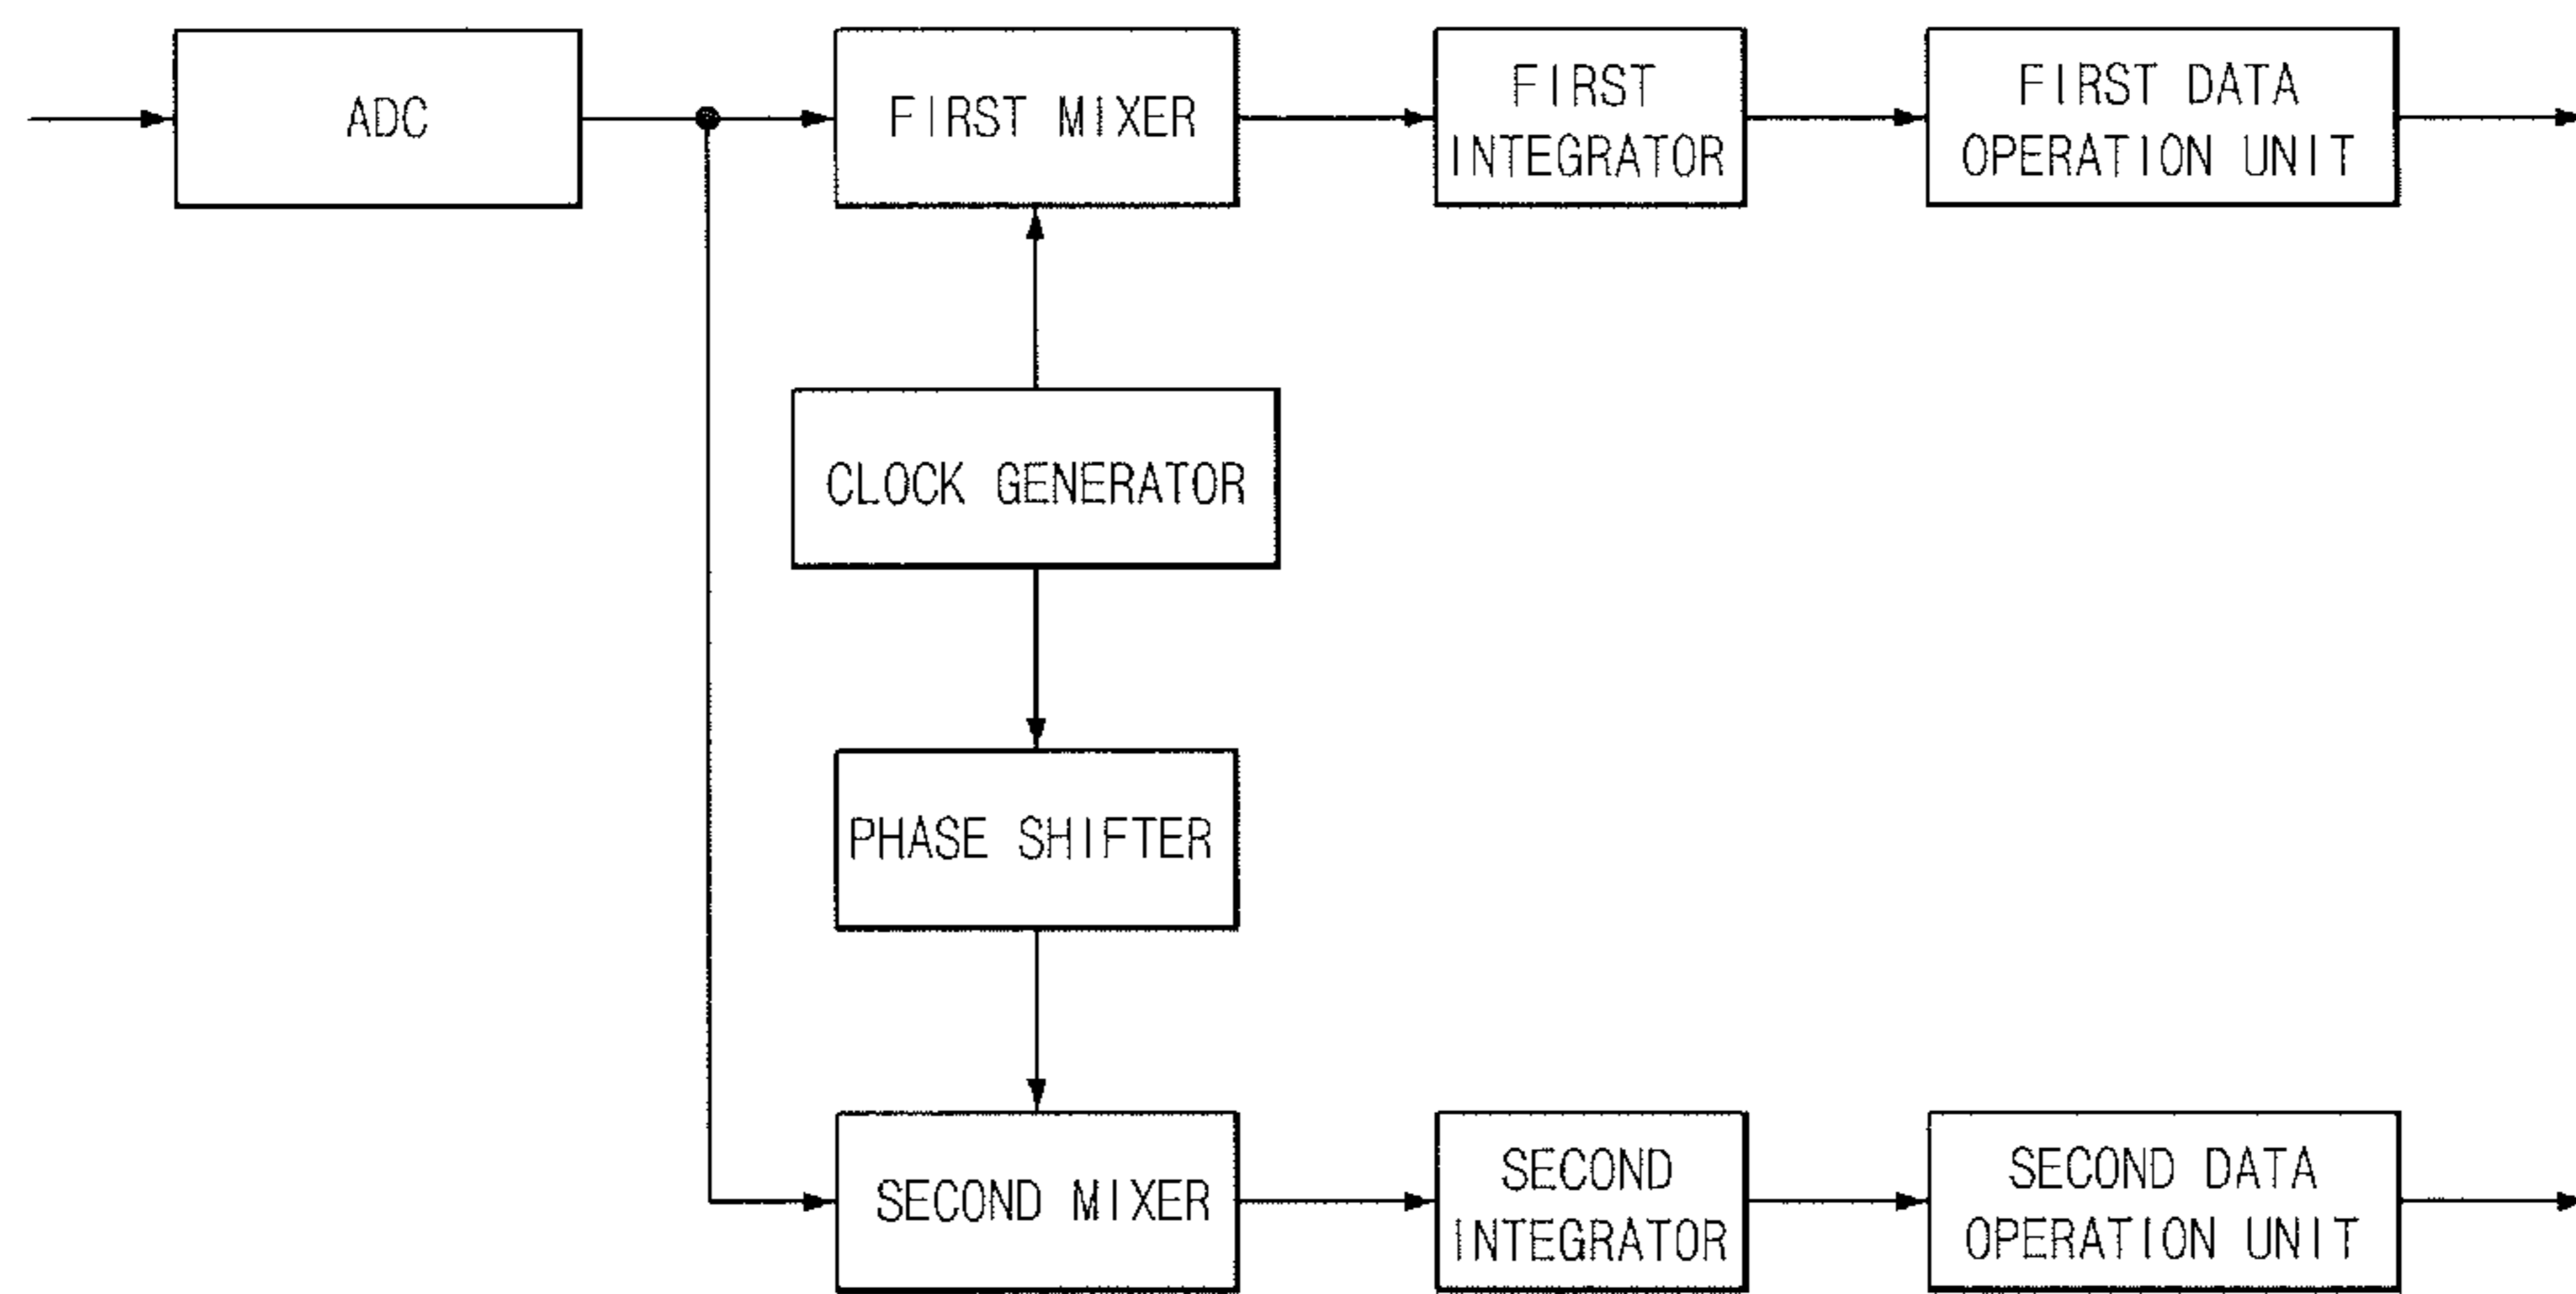 ADC
FIRST MIXER
FIRST
INTEGRATOR
FIRST DATA
OPERATION UNIT
CLOCK GENERATOR
PHASE SHIFTER
SECOND MIXER
SECOND
INTEGRATOR
SECOND DATA
OPERATION UNIT